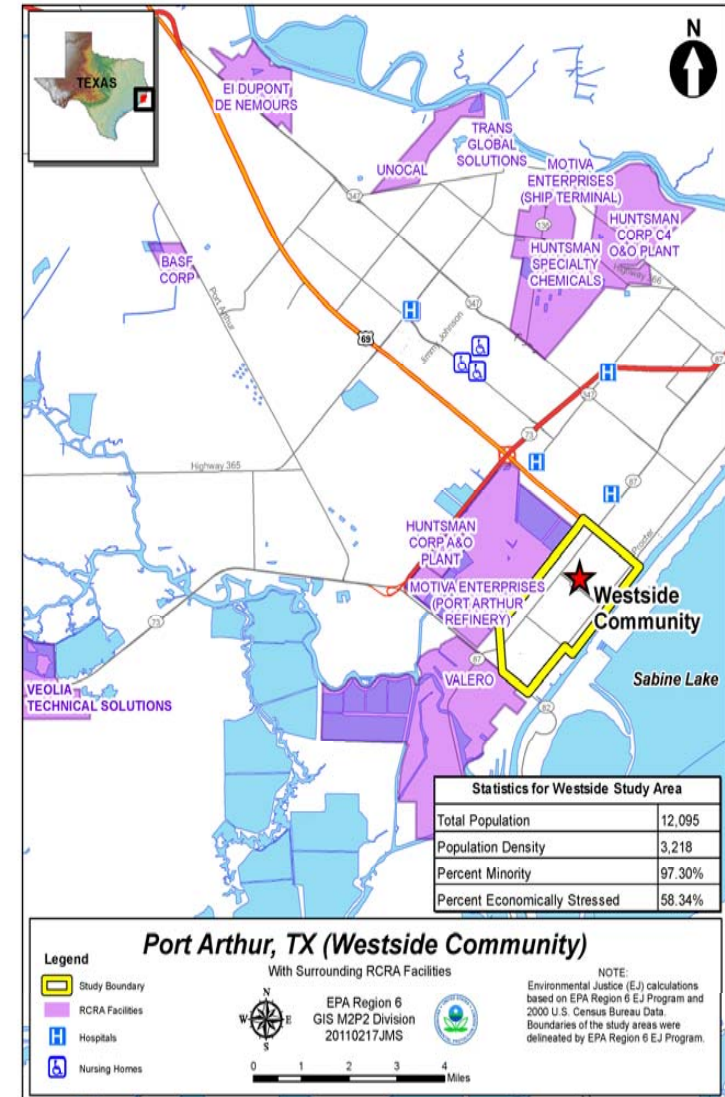 N
TEXAS
EI DUPONT
DE NEMOURS
TRANS
GLOBAL
SOLUTIONS
UNOCAL
347
MOTIVA
ENTERPRISES
(SHIP TERMINAL)
136
HUNTSMAN
CORP C4
O&O PLANT
HUNTSMAN
SPECIALTY
CHEMICALS
Highway 366
BASF
CORP
Port Arthur
H
69
Jimmy Johnson
347
87
H
347
73
H
87
H
Highway 365
HUNTSMAN
CORP A&O
PLANT
Procter
MOTIVA ENTERPRISES
(PORT ARTHUR
REFINERY)
Westside
Community
73
87
VALERO
Sabine Lake
VEOLIA
TECHNICAL SOLUTIONS
82
Statistics for Westside Study Area
Total Population 12,095
Population Density 3,218
Percent Minority 97.30%
Percent Economically Stressed 58.34%
Port Arthur, TX (Westside Community)
With Surrounding RCRA Facilities
Legend
Study Boundary
RCRA Facilities
H Hospitals
Nursing Homes
N
W E
S
EPA Region 6
GIS M2P2 Division
20110217JMS
0 1 2 3 4
Miles
NOTE:
Environmental Justice (EJ) calculations
based on EPA Region 6 EJ Program and
2000 U.S. Census Bureau Data.
Boundaries of the study areas were
delineated by EPA Region 6 EJ Program.